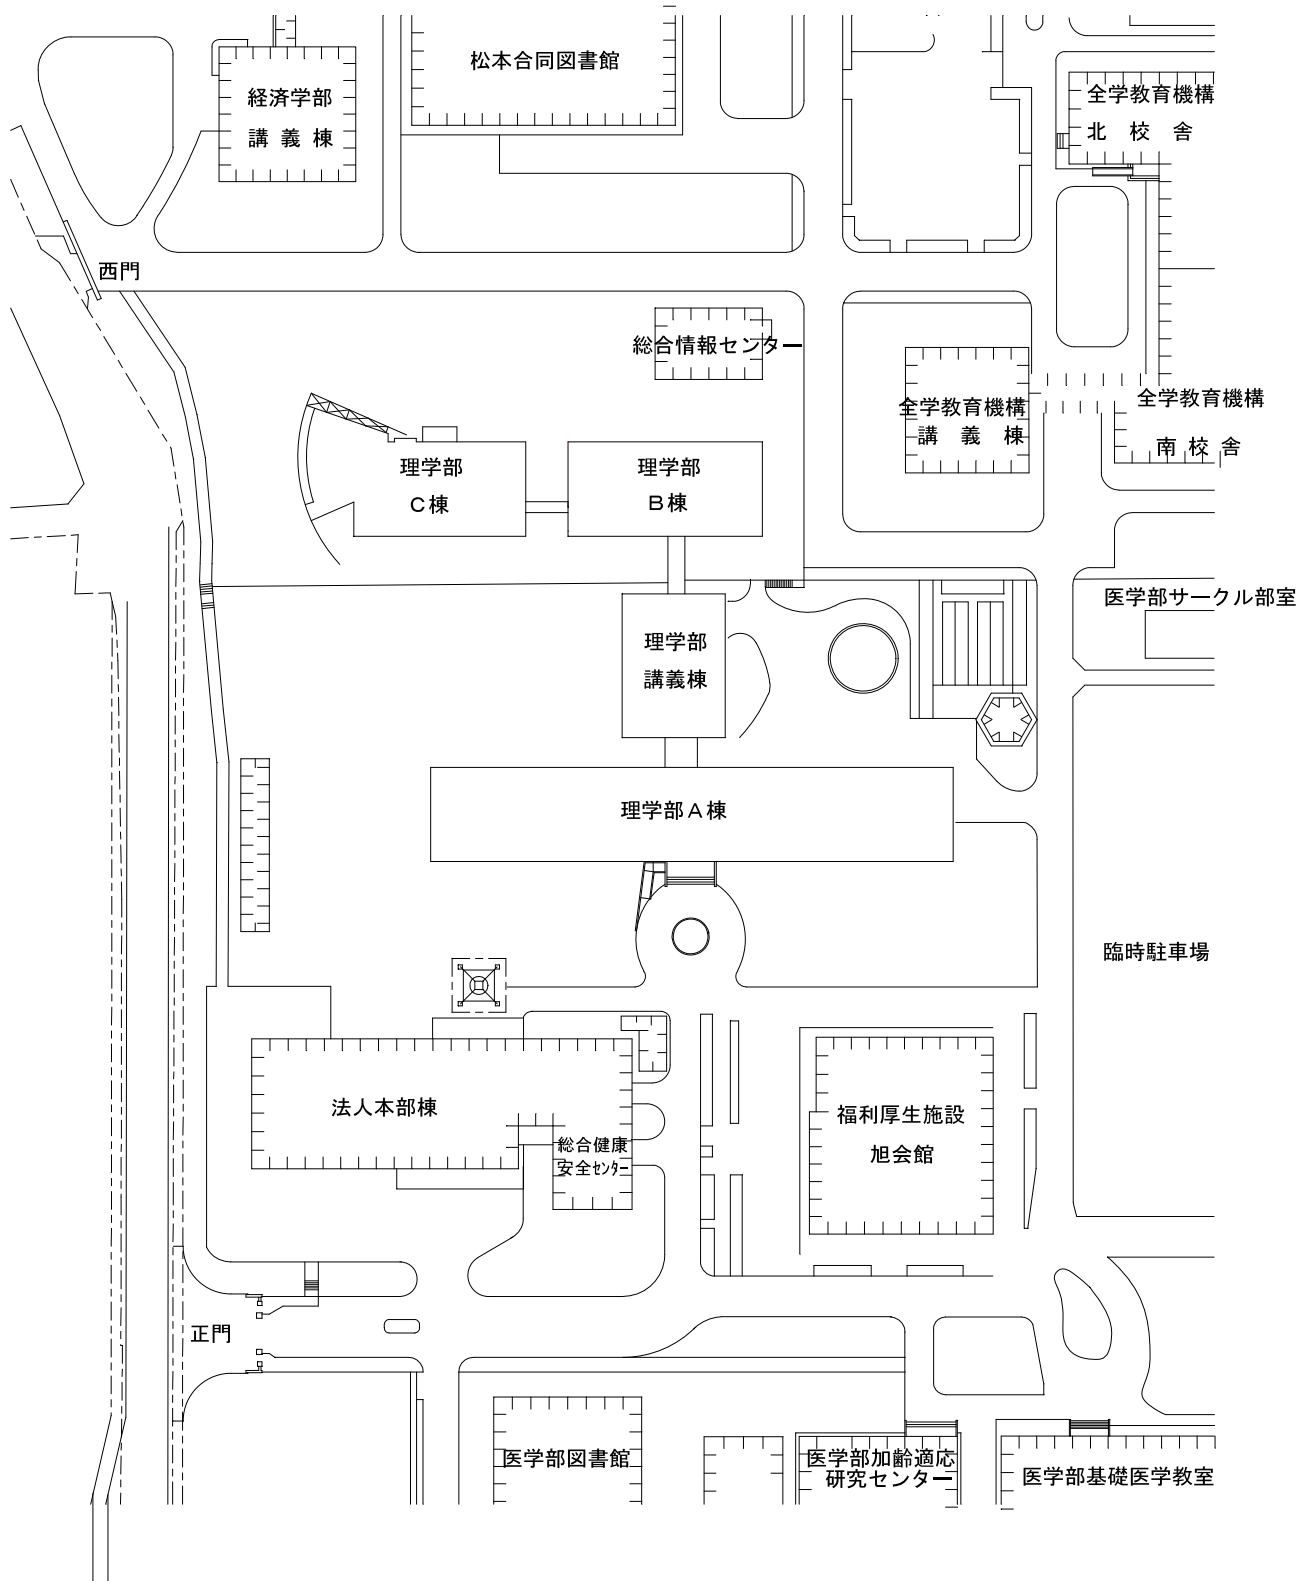 松本合同図書館
経済学部
講義棟
全学教育機構
北校舎
西門
総合情報センター
全学教育機構
講義棟
全学教育機構
南校舎
理学部
C棟
理学部
B棟
医学部サークル部室
理学部
講義棟
理学部A棟
臨時駐車場
法人本部棟
総合健康
安全センター
福利厚生施設
旭会館
正門
医学部図書館
医学部加齢適応
研究センター
医学部基礎医学教室